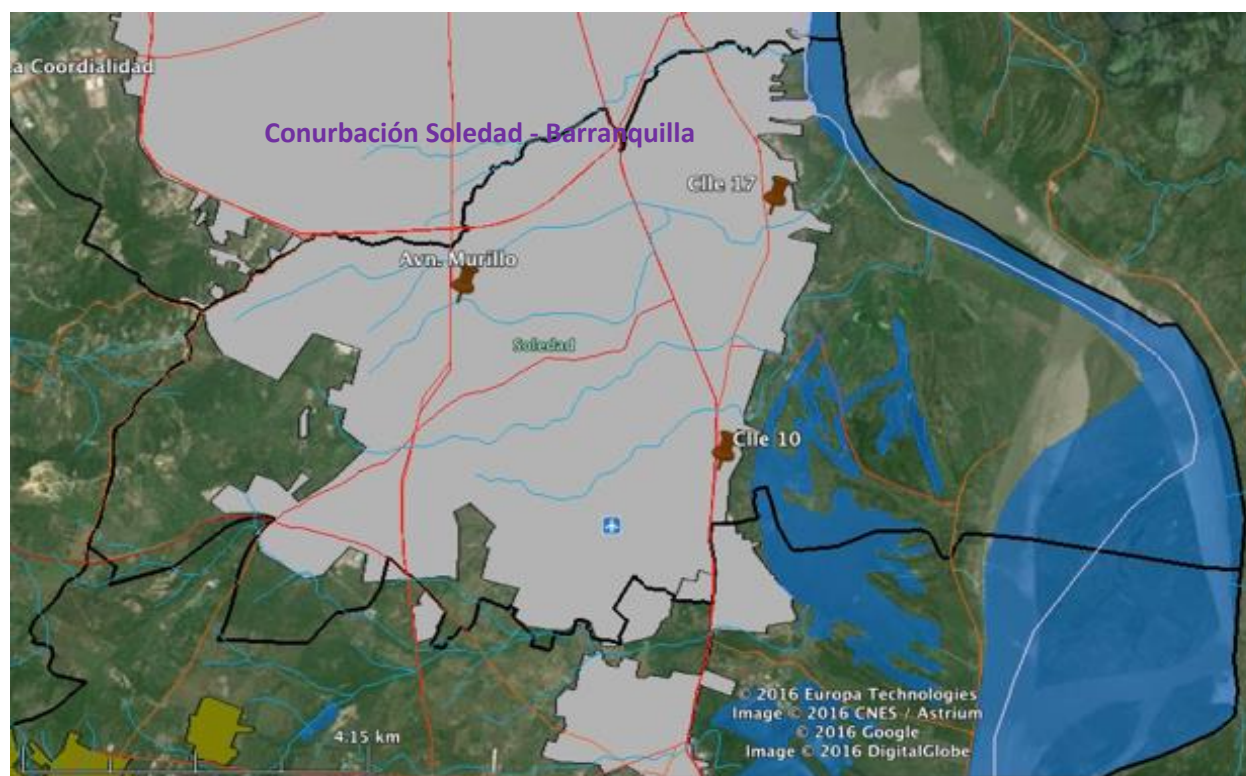 a Coordialidad
Conurbación Soledad - Barranquilla
Clle 17
Avn. Murillo
Soledad
Clle 10
4.15 km
© 2016 Europa Technologies
Image © 2016 CNES / Astrium
© 2016 Google
Image © 2016 DigitalGlobe